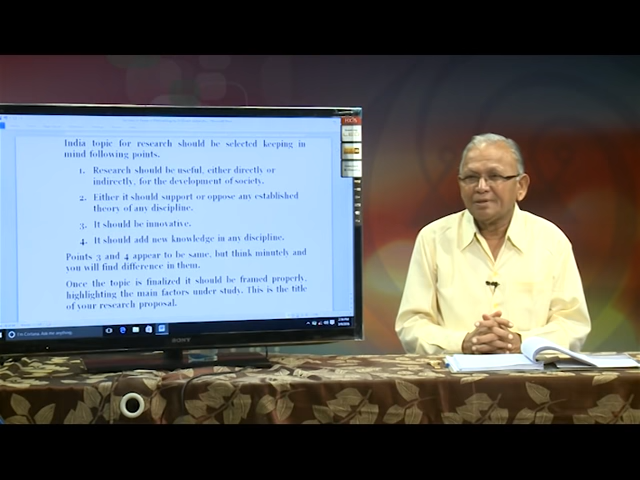 India topic for research should be selected keeping in
mind following points.
1. Research should be useful, either directly or
indirectly, for the development of society.
2. Either it should support or oppose any established
theory of any discipline.
3. It should be innovative.
4. It should add new knowledge in any discipline.
Points 3 and 4 appear to be same, but think minutely and
you will find difference in them.
Once the topic is finalized it should be framed properly,
highlighting the main factors under study. This is the title
of your research proposal.
I'm Cortana. Ask me anything.
SONY